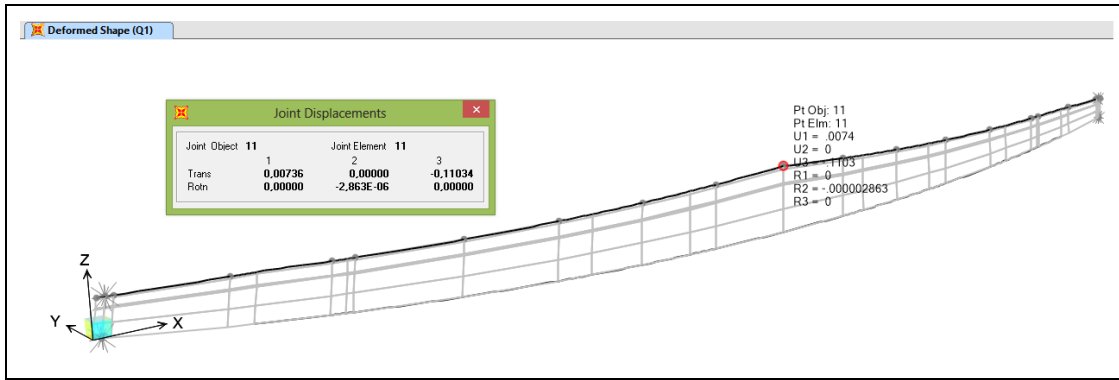 Deformed Shape (Q1)
Joint Displacements
Joint Object 11 Joint Element 11
1 2 3
Trans 0,00736 0,00000 -0,11034
Rotn 0,00000 -2,863E-06 0,00000
Pt Obj: 11
Pt Elm: 11
U1 = .0074
U2 = 0
U3 = -.1103
R1 = 0
R2 = -.000002863
R3 = 0
Z
Y
X